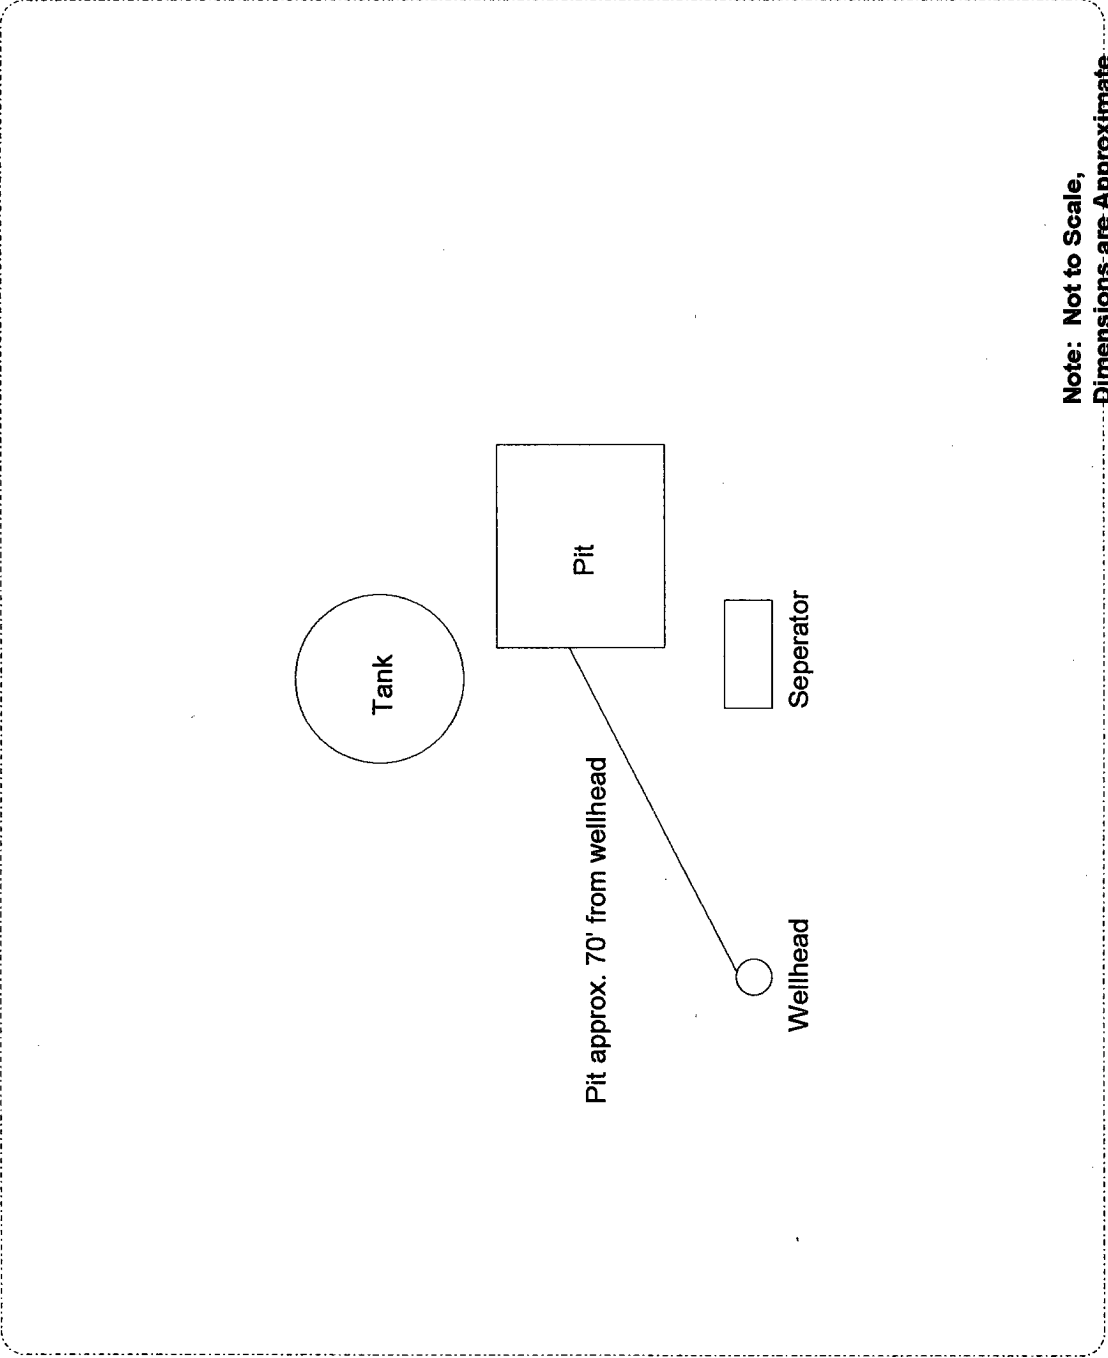 Tank
Pit
Pit approx. 70' from wellhead
Seperator
Wellhead
Note: Not to Scale,
Dimensions are Approximate